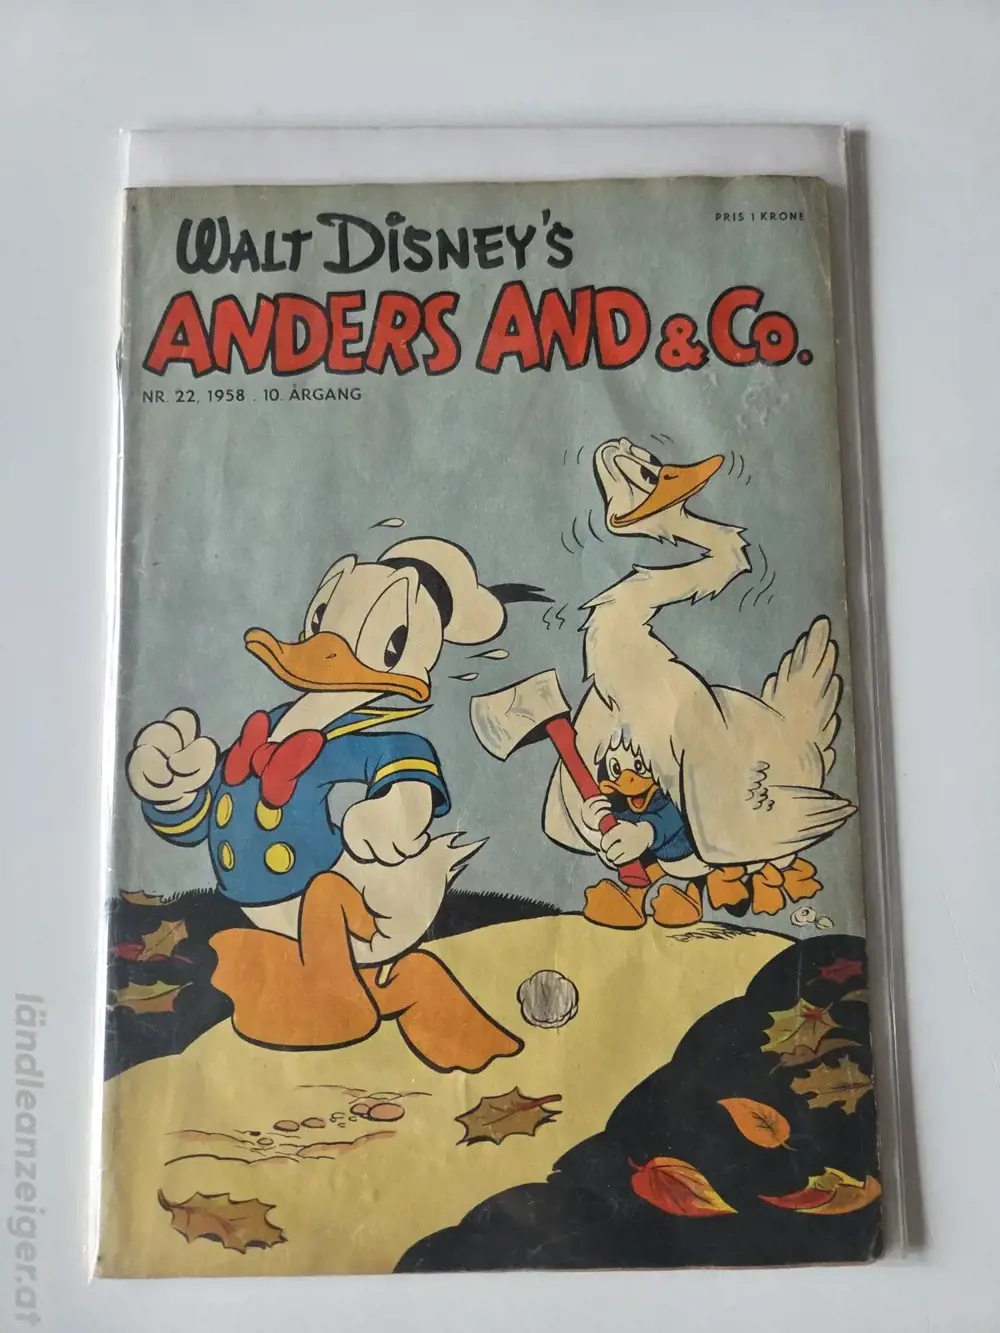 WALT DISNEY'S
PRIS 1 KRONE
ANDERS AND & CO.
NR. 22, 1958 . 10. ÅRGANG
ländleanzeiger.at